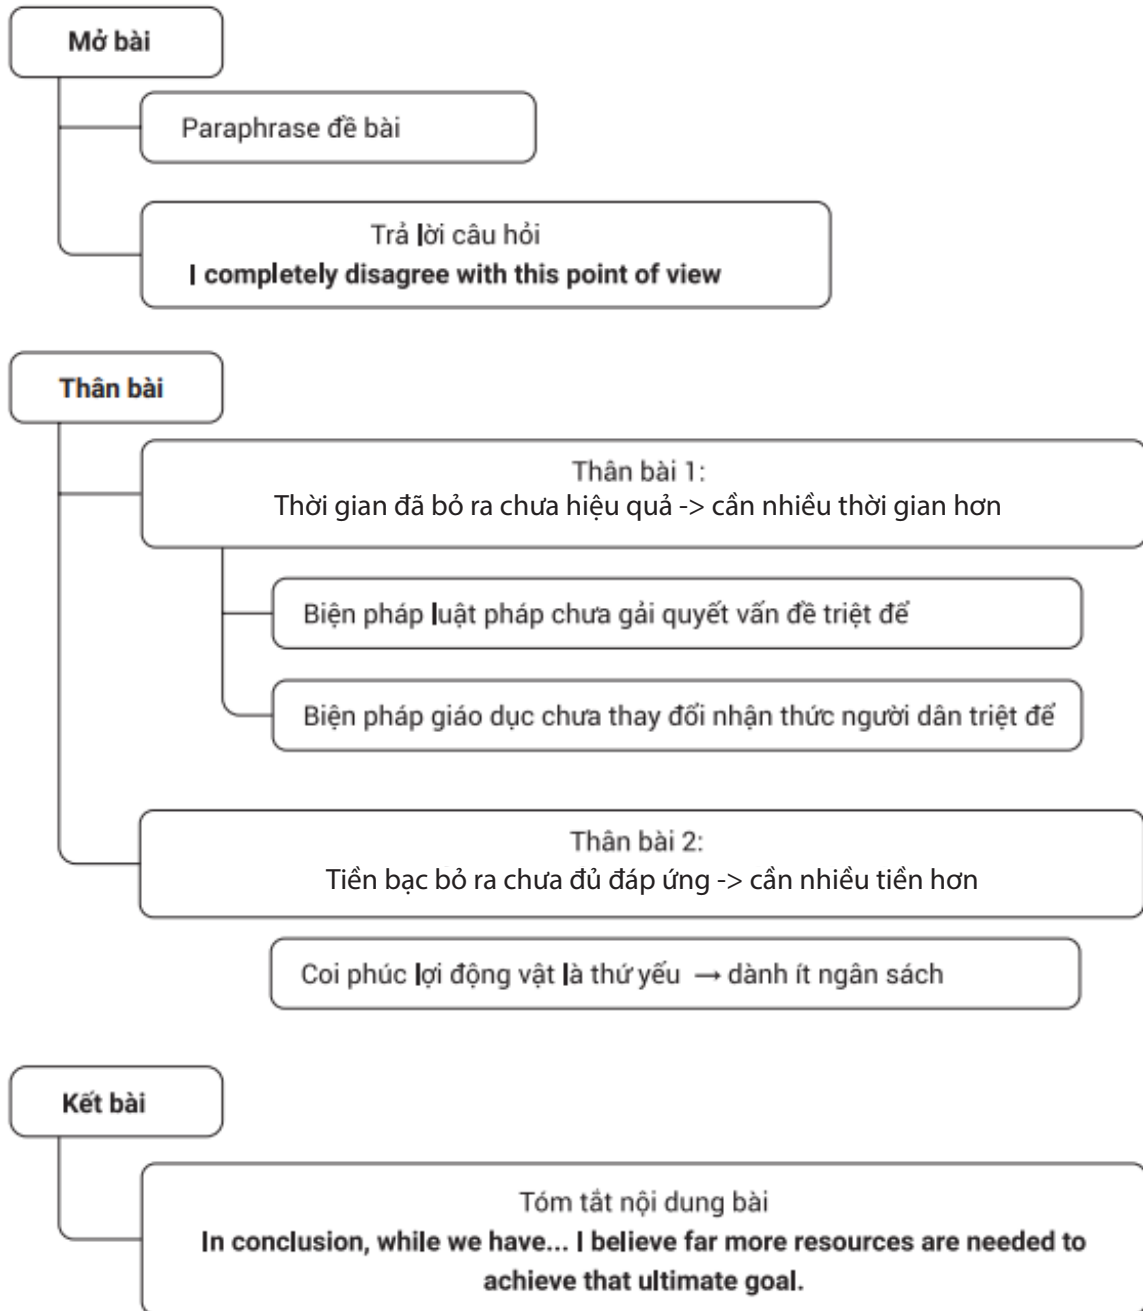 Mở bài
Paraphrase đề bài
Trả lời câu hỏi
I completely disagree with this point of view
Thân bài
Thân bài 1:
Thời gian đã bỏ ra chưa hiệu quả -> cần nhiều thời gian hơn
Biện pháp luật pháp chưa gải quyết vấn đề triệt để
Biện pháp giáo dục chưa thay đổi nhận thức người dân triệt để
Thân bài 2:
Tiền bạc bỏ ra chưa đủ đáp ứng -> cần nhiều tiền hơn
Coi phúc lợi động vật là thứ yếu → dành ít ngân sách
Kết bài
Tóm tắt nội dung bài
In conclusion, while we have... I believe far more resources are needed to
achieve that ultimate goal.